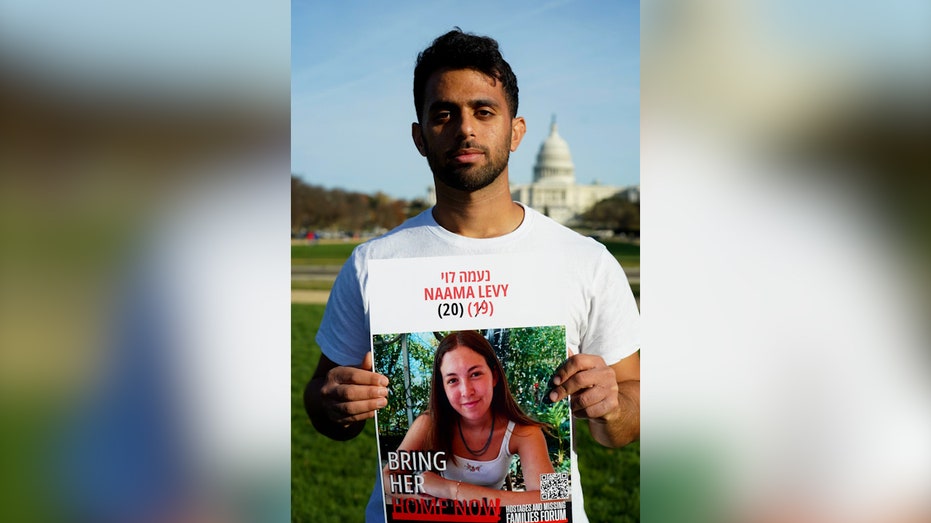 נעמה לוי
NAAMA LEVY
(20) (19)
BRING
HER
HOME NOW
HOSTAGES AND MISSING
FAMILIES FORUM